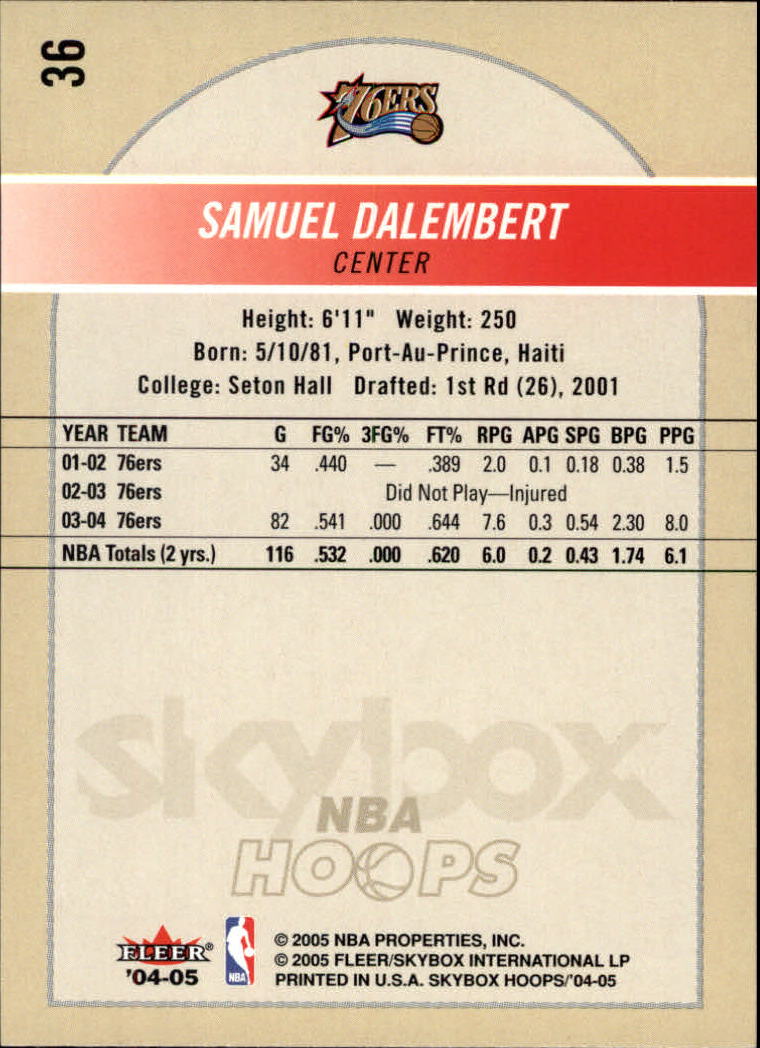 36
76ERS
SAMUEL DALEMBERT
CENTER
Height: 6'11" Weight: 250
Born: 5/10/81, Port-Au-Prince, Haiti
College: Seton Hall Drafted: 1st Rd (26), 2001
YEAR TEAM G FG% 3FG% FT% RPG APG SPG BPG PPG
01-02 76ers 34 .440 — .389 2.0 0.1 0.18 0.38 1.5
02-03 76ers Did Not Play—Injured
03-04 76ers 82 .541 .000 .644 7.6 0.3 0.54 2.30 8.0
NBA Totals (2 yrs.) 116 .532 .000 .620 6.0 0.2 0.43 1.74 6.1
skybox
NBA
HOOPS
FLEER®
'04-05
NBA
© 2005 NBA PROPERTIES, INC.
© 2005 FLEER/SKYBOX INTERNATIONAL LP
PRINTED IN U.S.A. SKYBOX HOOPS/'04-05